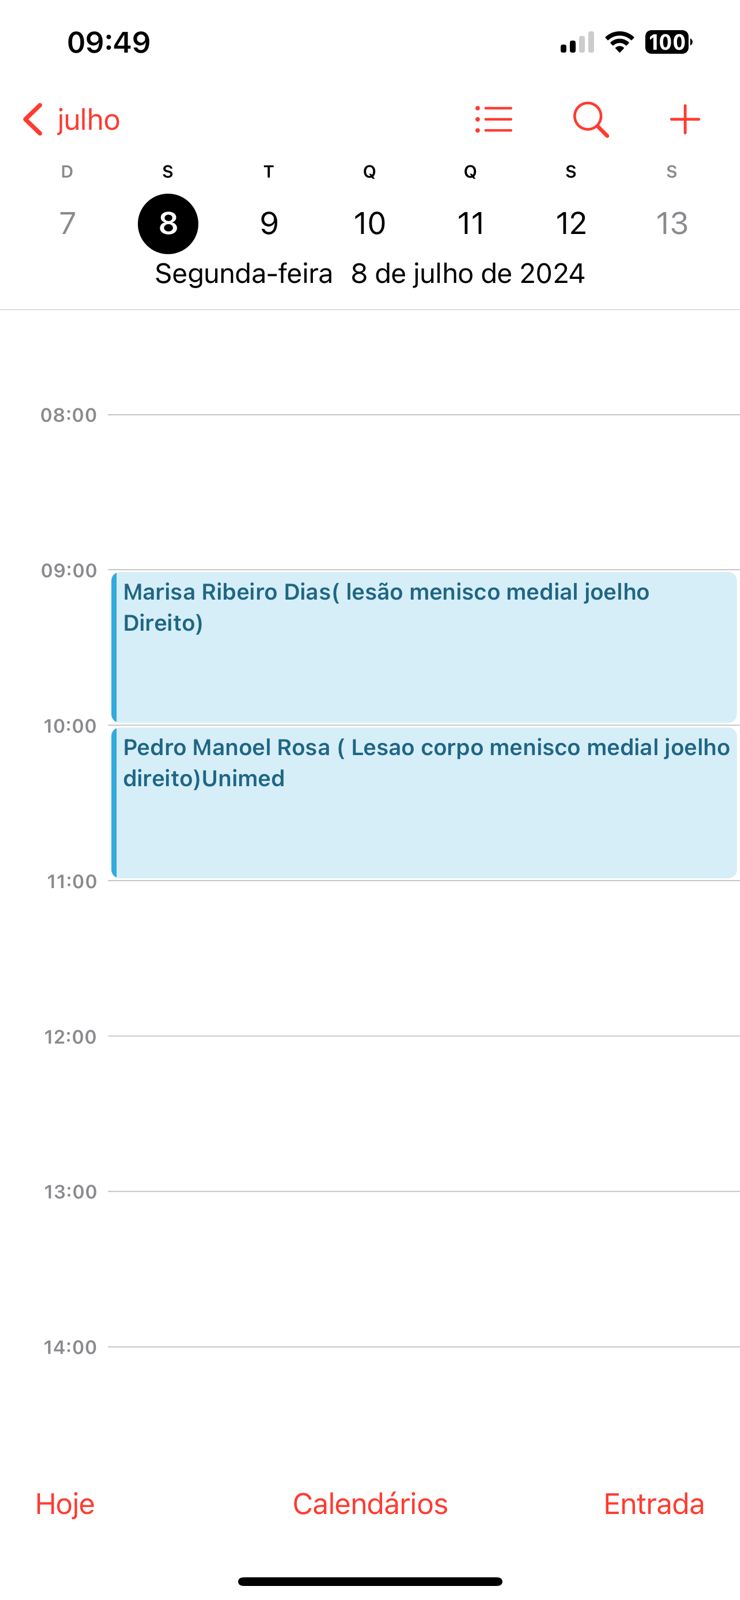 09:49
100
julho
D S T Q Q S S
7 8 9 10 11 12 13
Segunda-feira 8 de julho de 2024
08:00
09:00
Marisa Ribeiro Dias( lesão menisco medial joelho
Direito)
10:00
Pedro Manoel Rosa ( Lesao corpo menisco medial joelho
direito)Unimed
11:00
12:00
13:00
14:00
Hoje Calendários Entrada